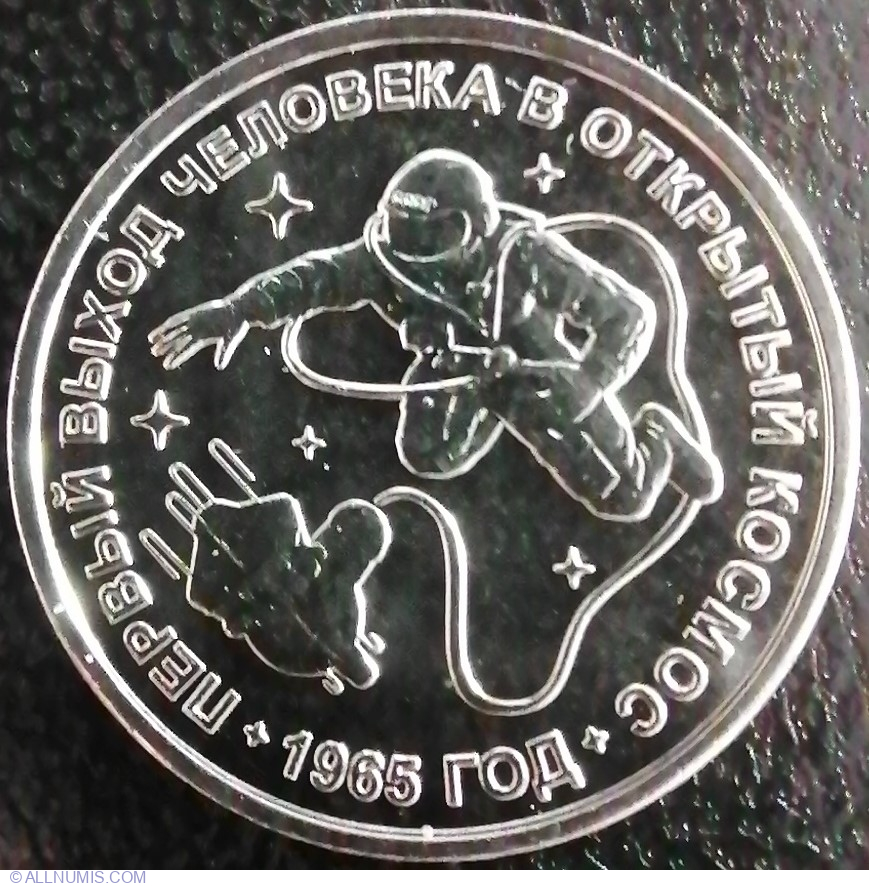 ПЕРВЫЙ ВЫХОД ЧЕЛОВЕКА В ОТКРЫТЫЙ КОСМОС
1965 ГОД
© ALLNUMIS.COM